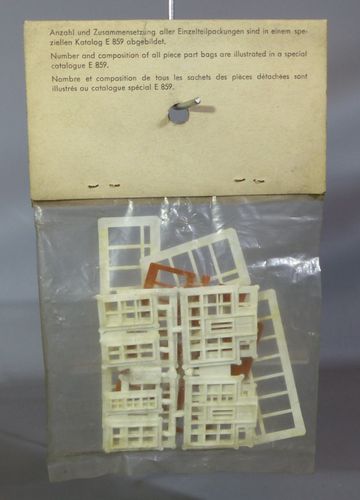 Anzahl und Zusammensetzung aller Einzelteilpackungen sind in einem spe-
ziellen Katalog E 859 abgebildet.
Number and composition of all piece part bags are illustrated in a special
catalogue E 859.
Nombre et composition de tous les sachets des pièces détachées sont
illustrés au catalogue spécial E 859.